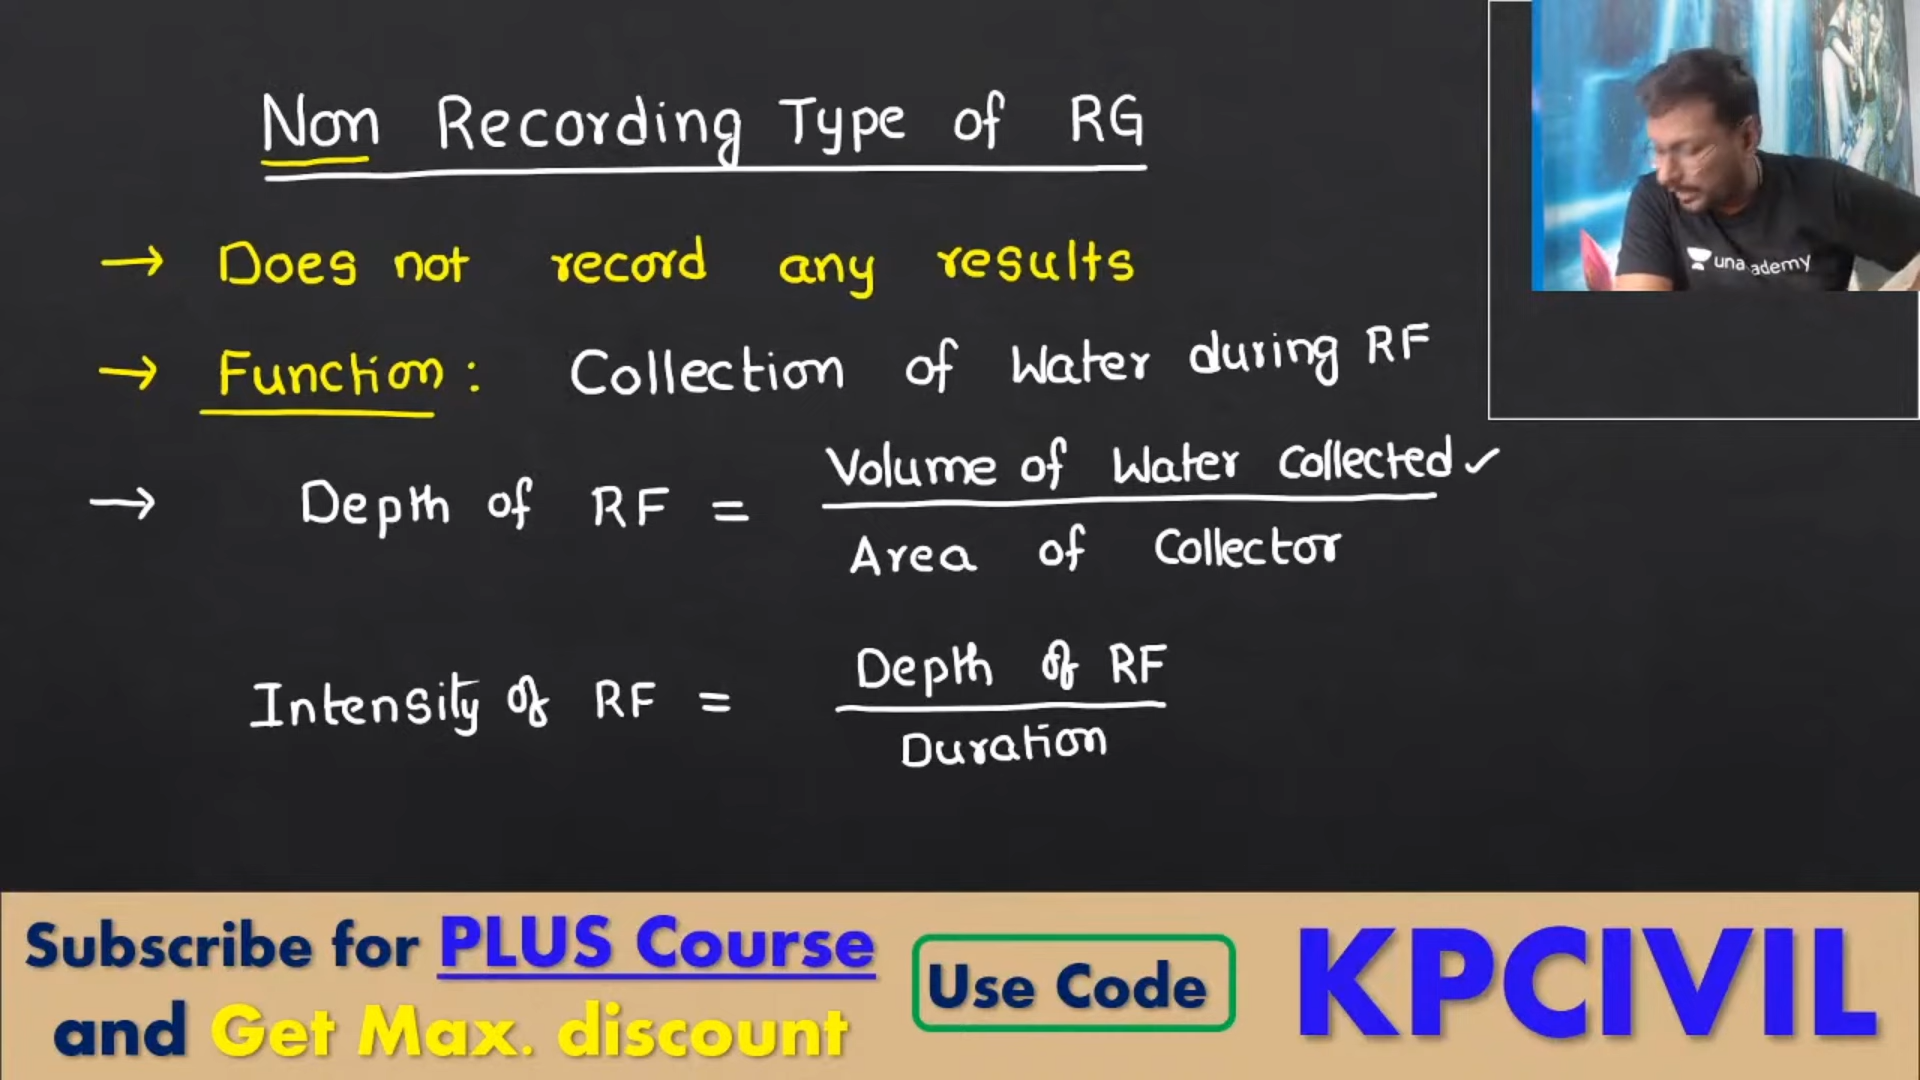 Non Recording Type of RG
→ Does not record any results
→ Function : Collection of Water during RF
→ Depth of RF = Volume of Water Collected ✓
Area of Collector
Intensity of RF = Depth of RF
Duration
unacademy
Subscribe for PLUS Course
and Get Max. discount
Use Code
KPCIVIL